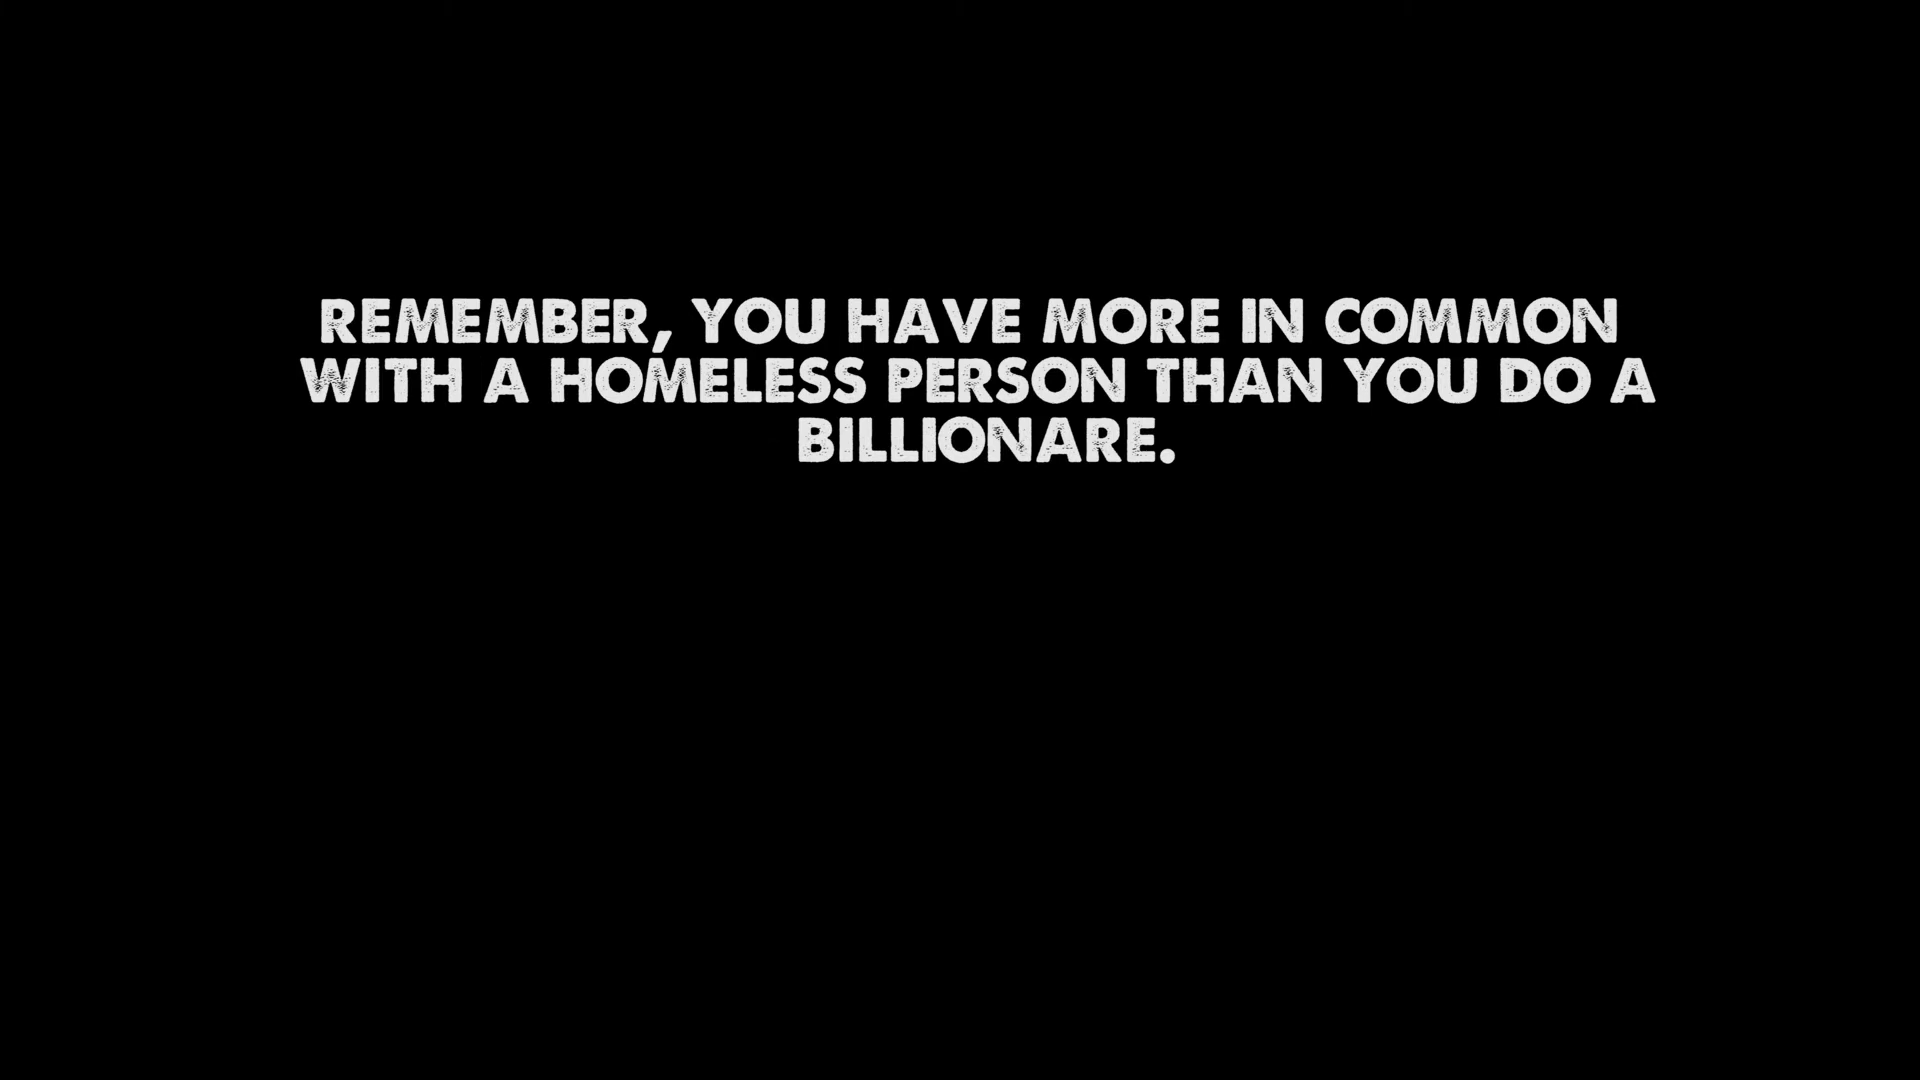 REMEMBER, YOU HAVE MORE IN COMMON
WITH A HOMELESS PERSON THAN YOU DO A
BILLIONARE.